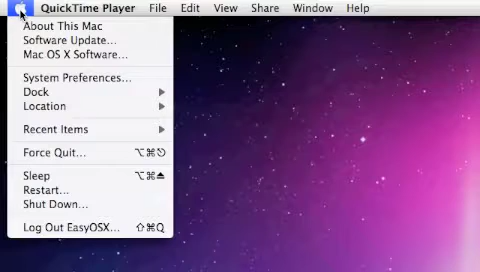 QuickTime Player File Edit View Share Window Help
About This Mac
Software Update...
Mac OS X Software...
System Preferences...
Dock ▶
Location ▶
Recent Items ▶
Force Quit... ⌥⌘⎋
Sleep ⌥⌘⏏
Restart...
Shut Down...
Log Out EasyOSX... ⇧⌘Q